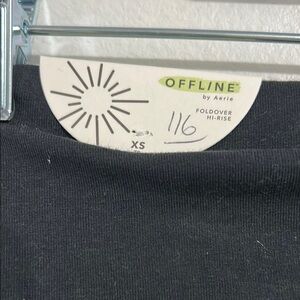 OFFLINE
by Aerie
FOLDOVER
HI-RISE
116
XS